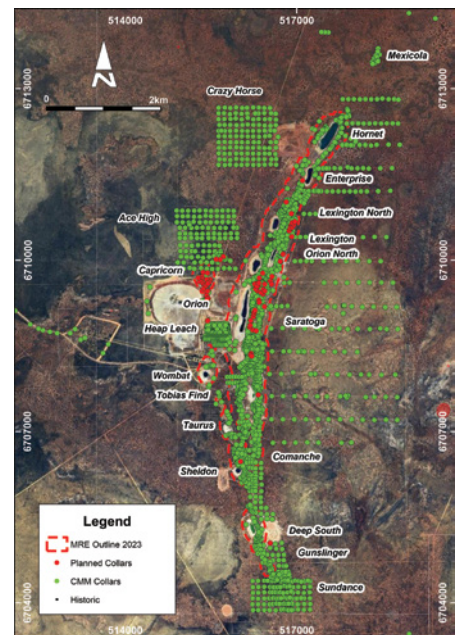 514000
517000
Mexicola
6713000
6713000
0
2km
Crazy Horse
Hornet
Enterprise
Ace High
Lexington North
Lexington
6710000
6710000
Capricorn
Orion North
Orion
Heap Leach
Saratoga
Wombat
Tobias Find
6707000
6707000
Taurus
Comanche
Sheldon
Legend
MRE Outline 2023
Planned Collars
CMM Collars
Historic
Deep South
Gunslinger
Sundance
6704000
6704000
514000
517000